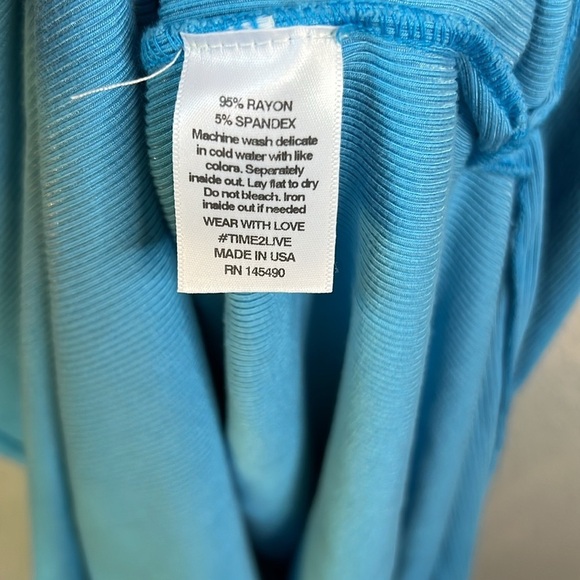 95% RAYON
5% SPANDEX
Machine wash delicate
in cold water with like
colors. Separately
inside out. Lay flat to dry
Do not bleach. Iron
inside out if needed
WEAR WITH LOVE
#TIME2LIVE
MADE IN USA
RN 145490